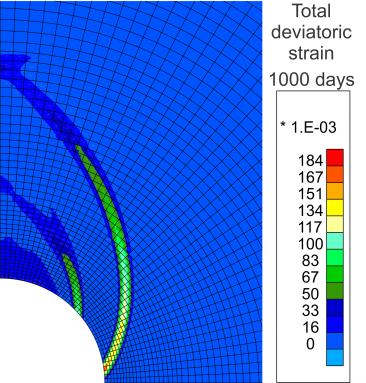 Total
deviatoric
strain
1000 days
* 1.E-03
184
167
151
134
117
100
83
67
50
33
16
0